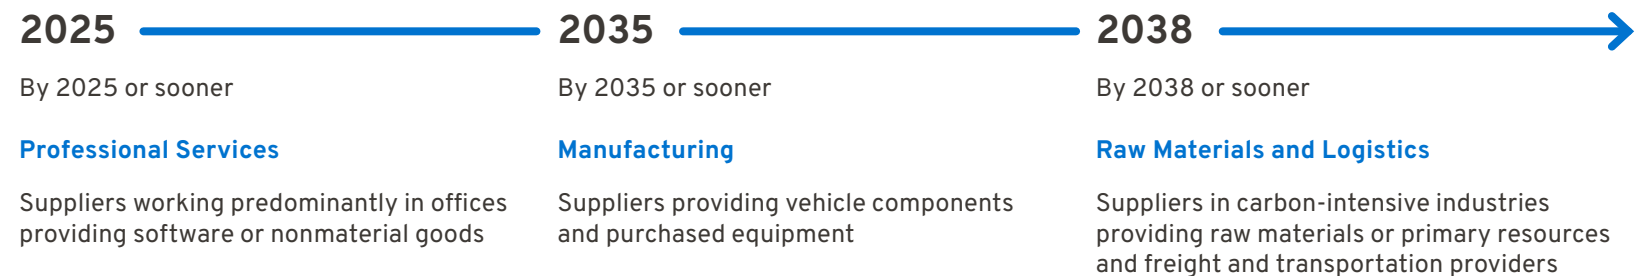 2025
By 2025 or sooner
Professional Services
Suppliers working predominantly in offices
providing software or nonmaterial goods
2035
By 2035 or sooner
Manufacturing
Suppliers providing vehicle components
and purchased equipment
2038
By 2038 or sooner
Raw Materials and Logistics
Suppliers in carbon-intensive industries
providing raw materials or primary resources
and freight and transportation providers